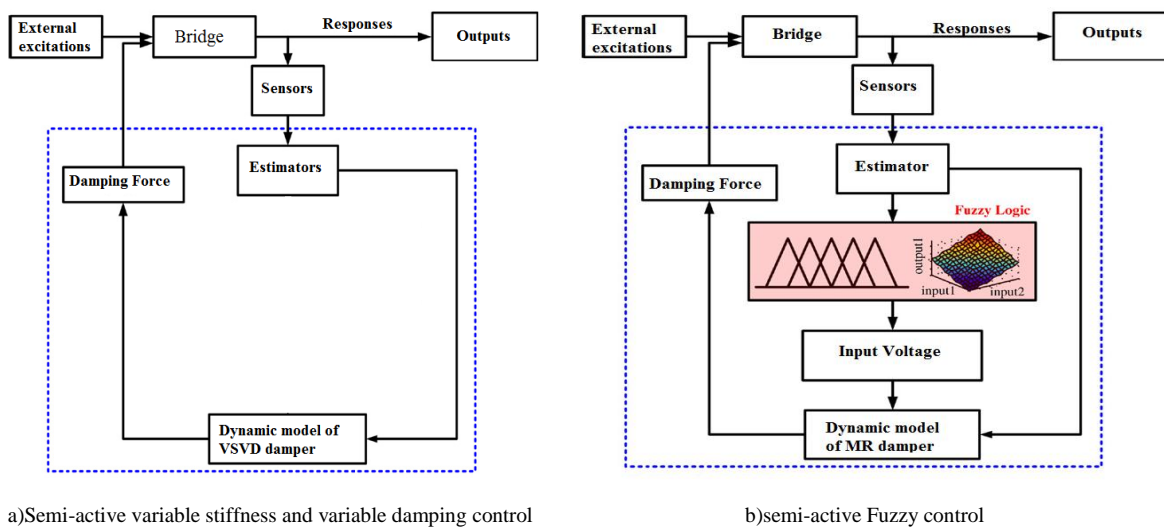 External
excitations
Bridge
Responses
Outputs
Sensors
Estimators
Damping Force
Dynamic model of
VSVD damper
a)Semi-active variable stiffness and variable damping control
External
excitations
Bridge
Responses
Outputs
Sensors
Estimator
Damping Force
Fuzzy Logic
output1
input1
input2
Input Voltage
Dynamic model
of MR damper
b)semi-active Fuzzy control